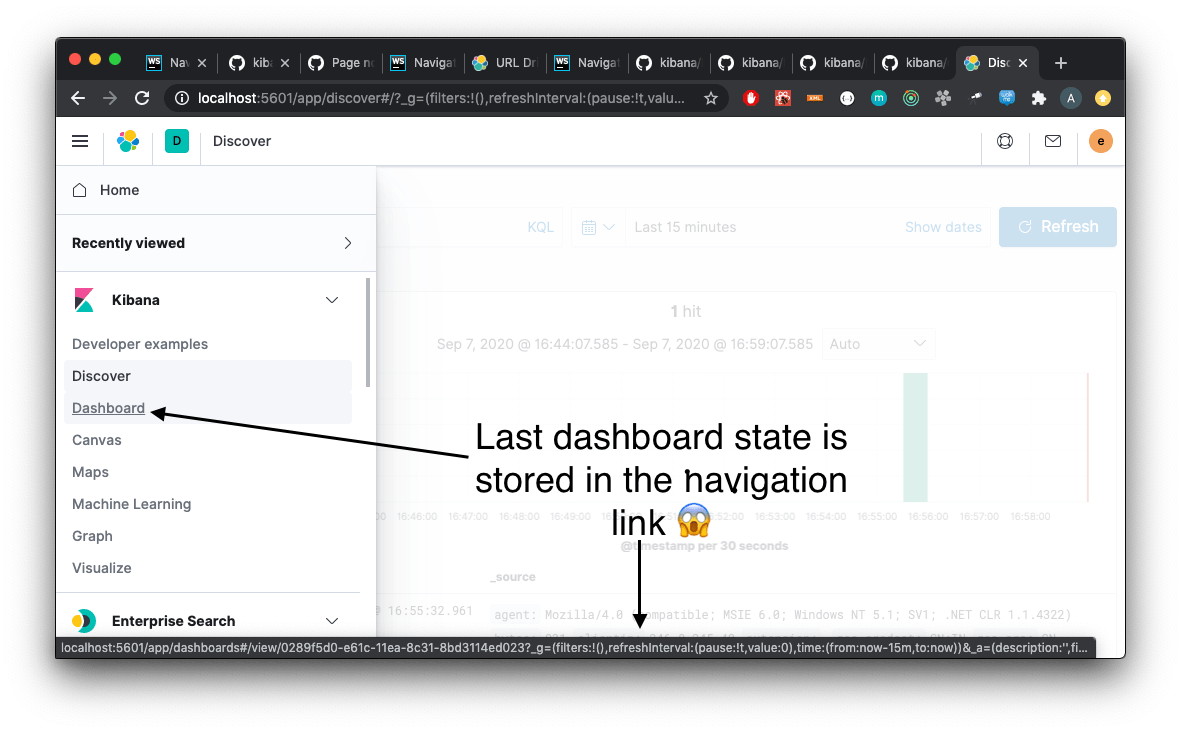 WS Nav
kiba
Page no
WS Navigat
URL Dr
WS Navigat
kibana/
kibana/
kibana/
kibana/
Disc
localhost:5601/app/discover#/?_g=(filters:!(),refreshInterval:(pause:!t,valu...
XML
m
A
D
Discover
e
Home
KQL
Last 15 minutes
Show dates
Refresh
Recently viewed
Kibana
1 hit
Developer examples
Sep 7, 2020 @ 16:44:07.585 - Sep 7, 2020 @ 16:59:07.585
Auto
Discover
Dashboard
Canvas
Last dashboard state is
stored in the navigation
link 😱
Maps
Machine Learning
16:46:00 16:47:00 16:48:00 16:49:00 16:53:00 16:54:00 16:55:00 16:56:00 16:57:00 16:58:00
Graph
@timestamp per 30 seconds
Visualize
_source
@ 16:55:32.961
agent: Mozilla/4.0 (compatible; MSIE 6.0; Windows NT 5.1; SV1; .NET CLR 1.1.4322)
Enterprise Search
localhost:5601/app/dashboards#/view/0289f5d0-e61c-11ea-8c31-8bd3114ed023?_g=(filters:!(),refreshInterval:(pause:!t,value:0),time:(from:now-15m,to:now))&_a=(description:'',fi...